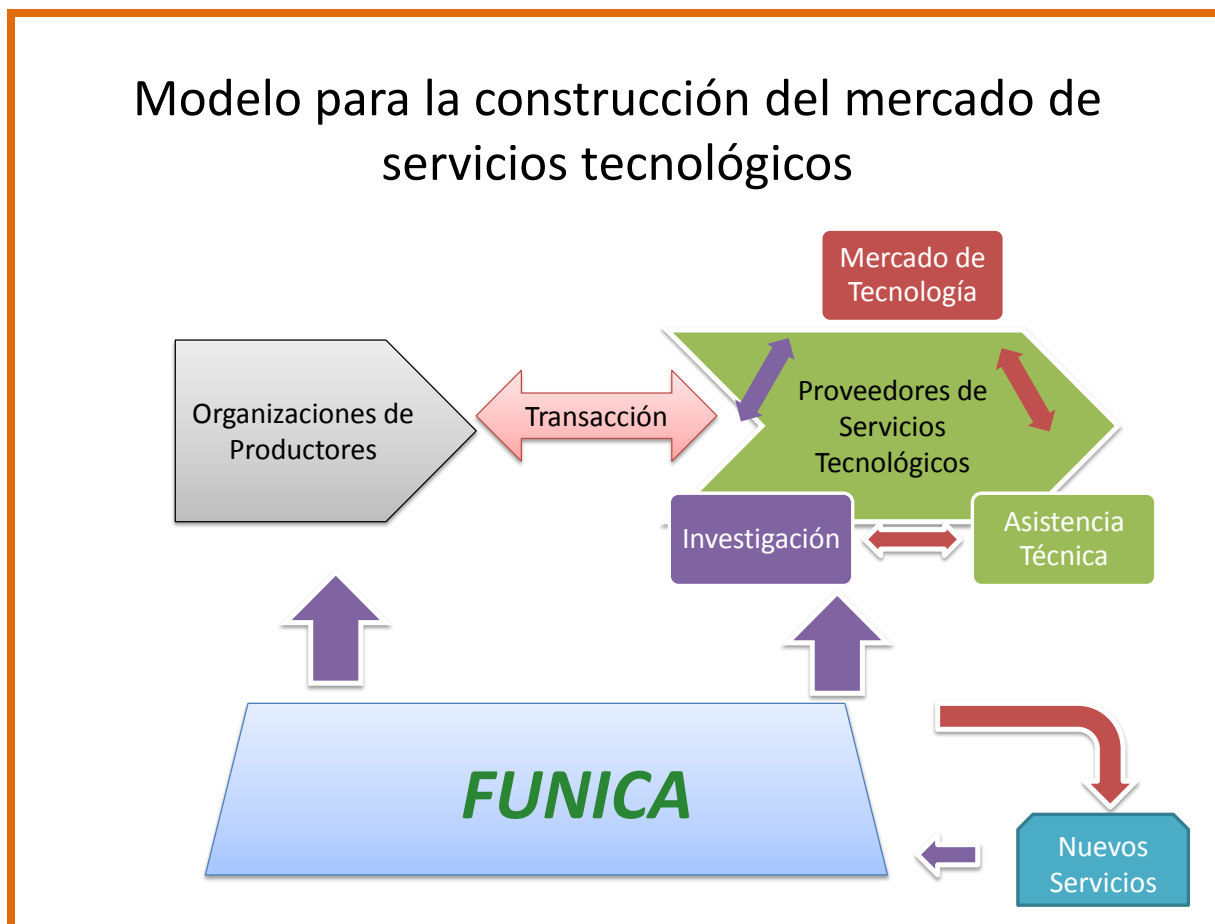 Modelo para la construcción del mercado de
servicios tecnológicos
Mercado de
Tecnología
Organizaciones de
Productores
Transacción
Proveedores de
Servicios
Tecnológicos
Investigación
Asistencia
Técnica
FUNICA
Nuevos
Servicios